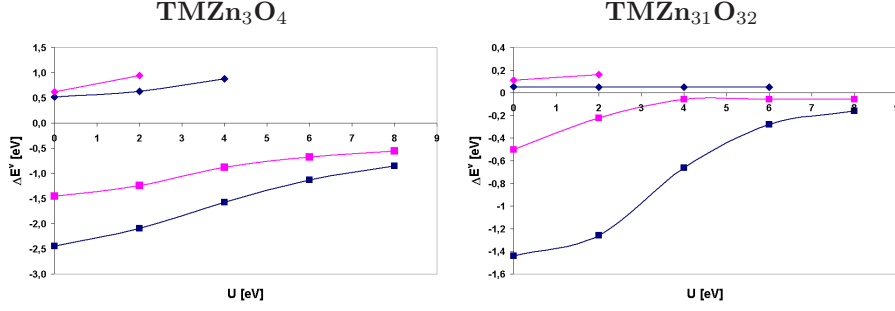 TMZn₃O₄
1,5
1,0
0,5
0,0
-0,5
-1,0
-1,5
-2,0
-2,5
-3,0
0 1 2 3 4 5 6 7 8 9
ΔEᵛ [eV]
U [eV]
TMZn₃₁O₃₂
0,4
0,2
0
-0,2
-0,4
-0,6
-0,8
-1
-1,2
-1,4
-1,6
0 1 2 3 4 5 6 7 8 9
ΔEᵛ [eV]
U [eV]